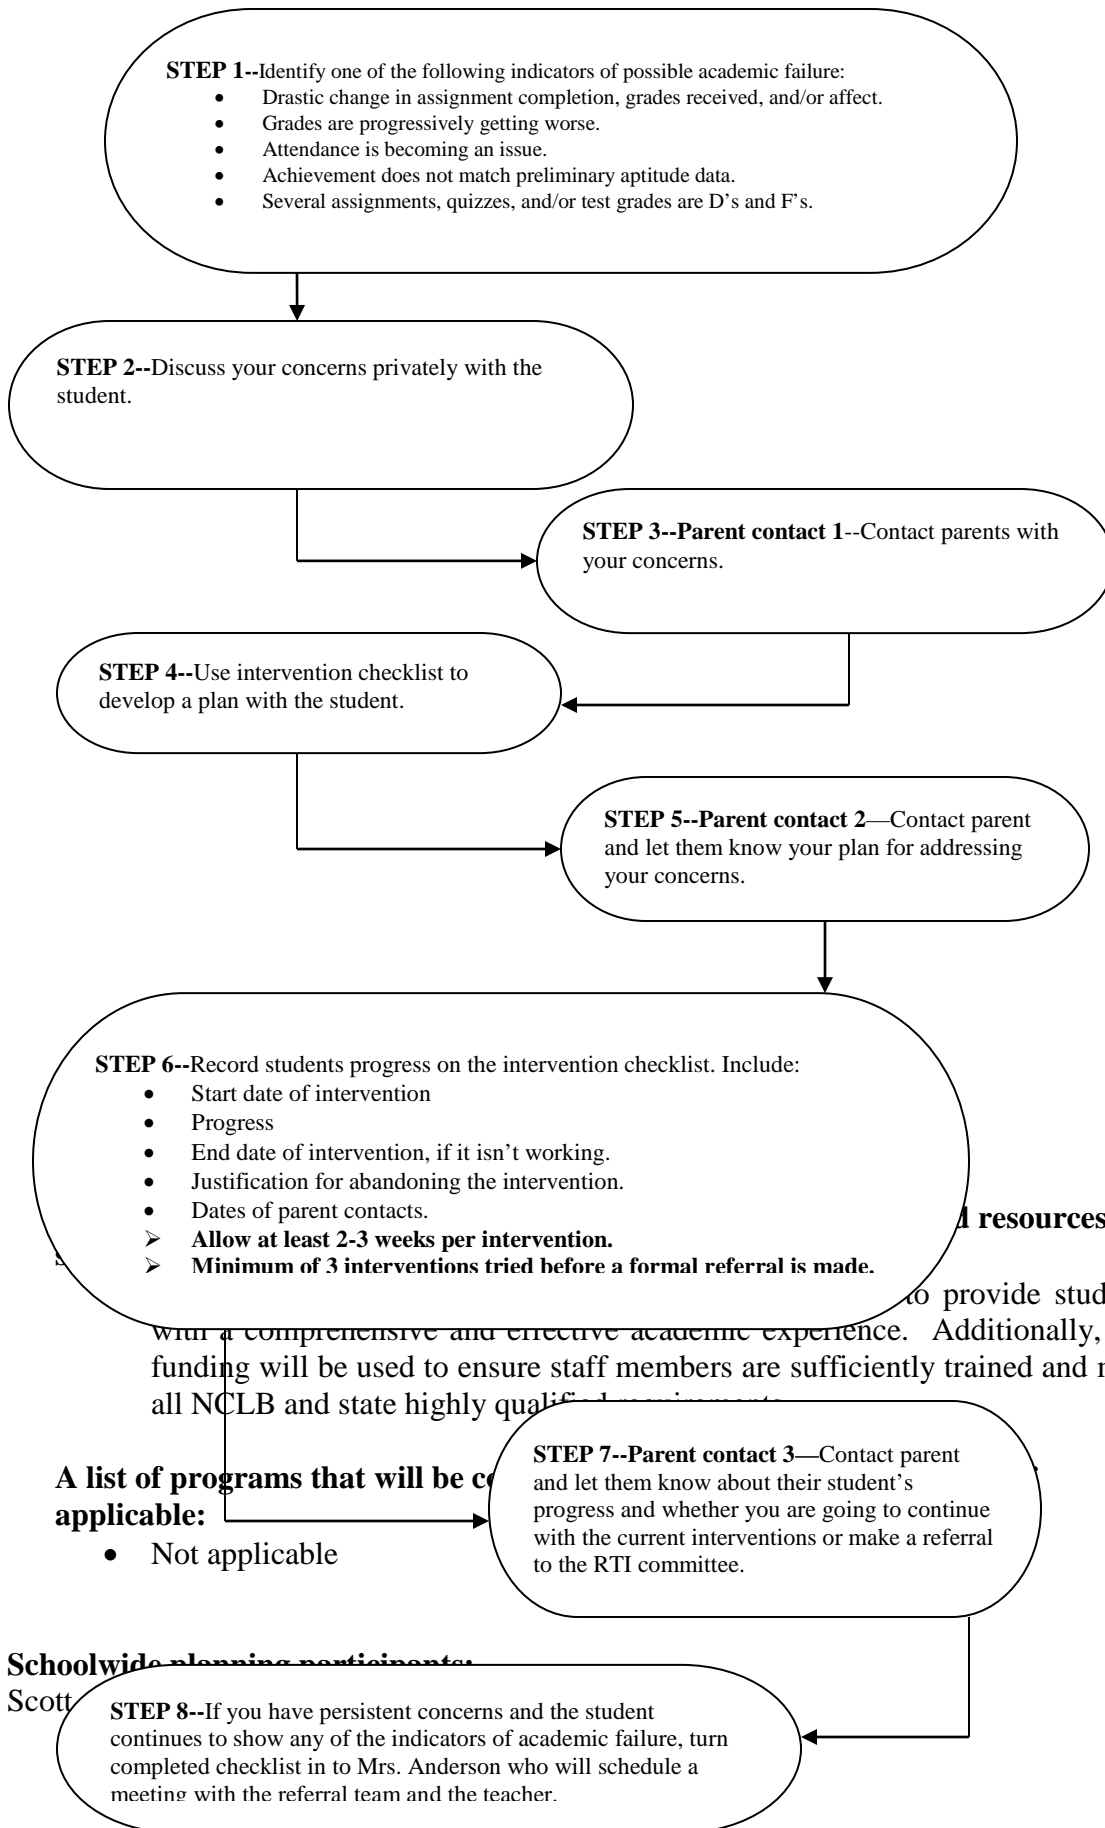 STEP 1--Identify one of the following indicators of possible academic failure:
• Drastic change in assignment completion, grades received, and/or affect.
• Grades are progressively getting worse.
• Attendance is becoming an issue.
• Achievement does not match preliminary aptitude data.
• Several assignments, quizzes, and/or test grades are D’s and F’s.
STEP 2--Discuss your concerns privately with the
student.
STEP 3--Parent contact 1--Contact parents with
your concerns.
STEP 4--Use intervention checklist to
develop a plan with the student.
STEP 5--Parent contact 2—Contact parent
and let them know your plan for addressing
your concerns.
STEP 6--Record students progress on the intervention checklist. Include:
• Start date of intervention
• Progress
• End date of intervention, if it isn’t working.
• Justification for abandoning the intervention.
• Dates of parent contacts.
➢ Allow at least 2-3 weeks per intervention.
➢ Minimum of 3 interventions tried before a formal referral is made.
resources
to provide
with a comprehensive and effective academic experience. Additionally,
funding will be used to ensure staff members are sufficiently trained and
all NCLB and state highly qualified requirements
A list of programs that will be
applicable:
• Not applicable
STEP 7--Parent contact 3—Contact parent
and let them know about their student’s
progress and whether you are going to continue
with the current interventions or make a referral
to the RTI committee.
Schoolwide planning participants:
Scott
STEP 8--If you have persistent concerns and the student
continues to show any of the indicators of academic failure, turn
completed checklist in to Mrs. Anderson who will schedule a
meeting with the referral team and the teacher.